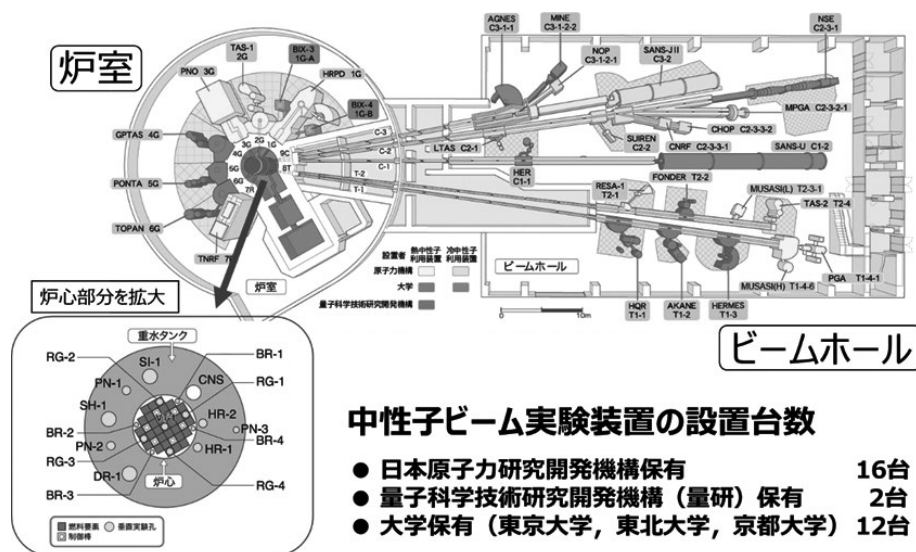 炉室
TAS-1
2G
BIX-3
1G-A
PNO 3G
HRPD 1G
BIX-4
1G-B
GPTAS 4G
PONTA 5G
TOPAN 6G
3G
2G
1G
4G
5G
6G
7R
9C
8T
C-3
C-2
C-1
T-2
T-1
TNRF 7R
炉室
AGNES
C3-1-1
MINE
C3-1-2-2
NOP
C3-1-2-1
SANS-JII
C3-2
NSE
C2-3-1
MPGA C2-3-2-1
CHOP C2-3-3-2
SUIREN
C2-2
LTAS C2-1
CNRF C2-3-3-1
SANS-U C1-2
HER
C1-1
FONDER T2-2
RESA-1
T2-1
MUSASI(L) T2-3-1
TAS-2 T2-4
PGA T1-4-1
MUSASI(H) T1-4-6
HQR
T1-1
AKANE
T1-2
HERMES
T1-3
設置者
熱中性子
利用装置
冷中性子
利用装置
原子力機構
大学
量子科学技術研究開発機構
ビームホール
0
10m
ビームホール
炉心部分を拡大
重水タンク
RG-2
SI-1
BR-1
PN-1
CNS
RG-1
SH-1
HR-2
PN-3
BR-2
BR-4
PN-2
HR-1
RG-3
DR-1
炉心
RG-4
BR-3
燃料要素
垂直実験孔
制御棒
中性子ビーム実験装置の設置台数
● 日本原子力研究開発機構保有 16台
● 量子科学技術研究開発機構（量研）保有 2台
● 大学保有（東京大学，東北大学，京都大学） 12台